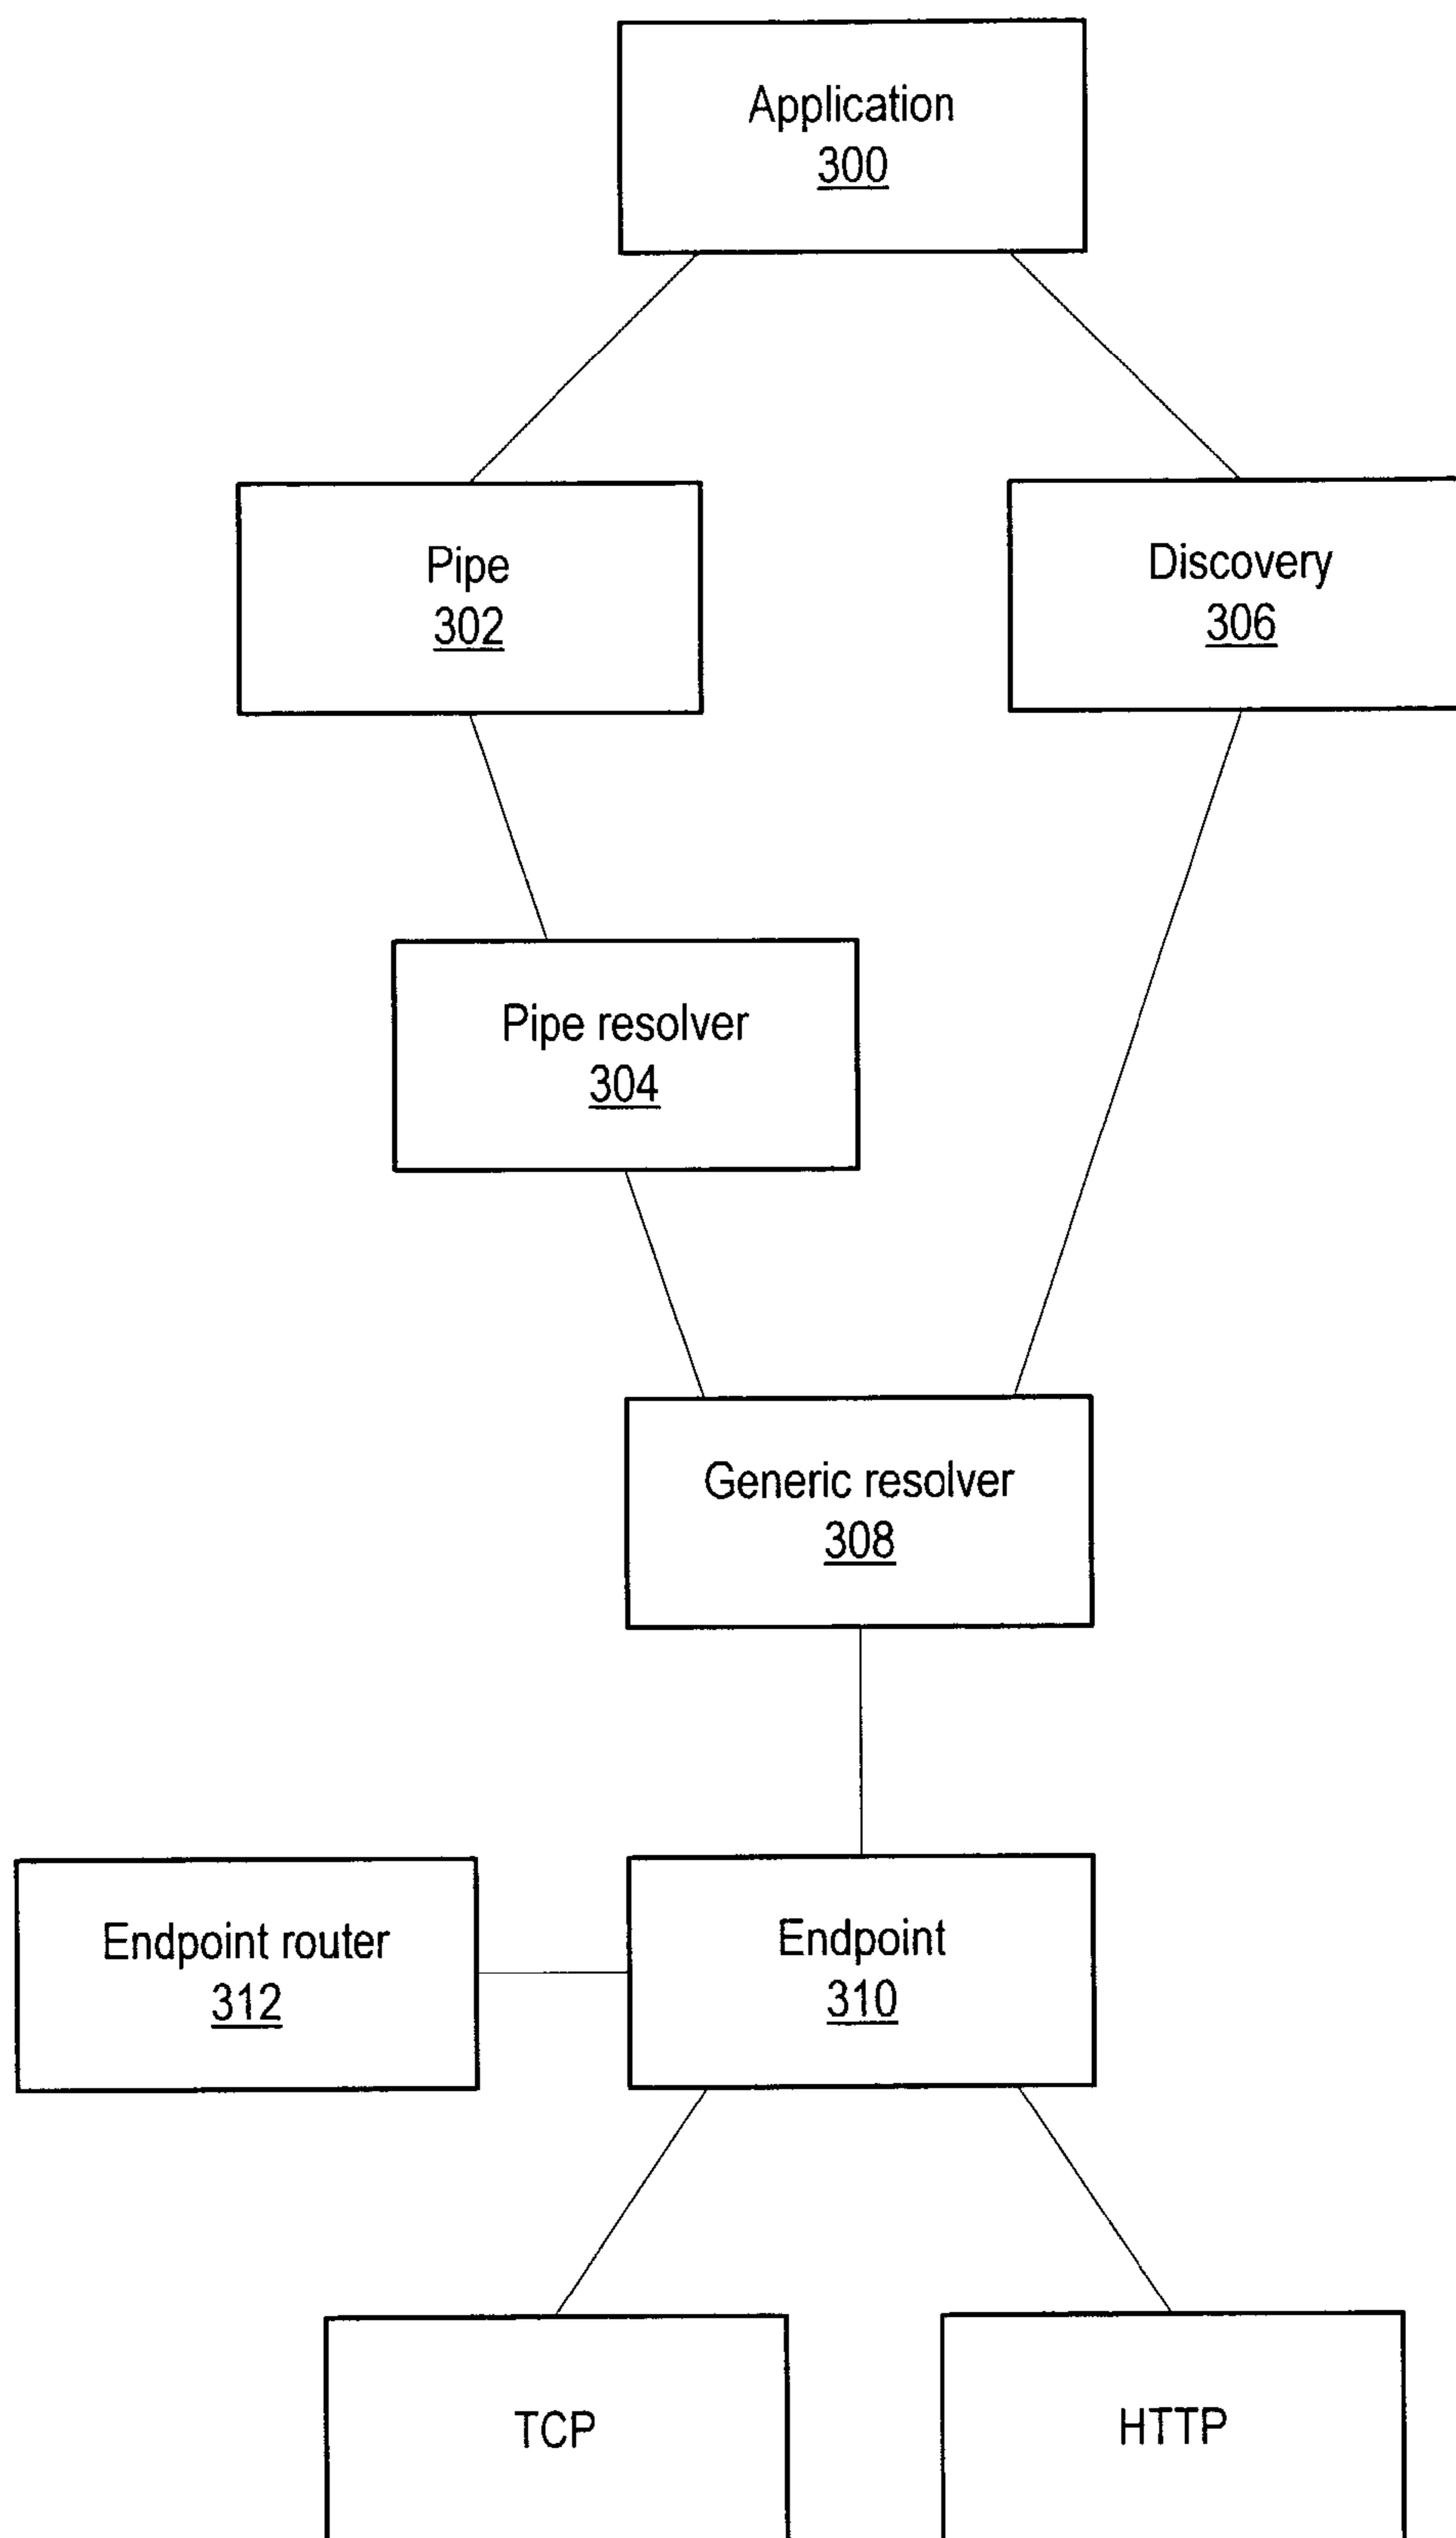 Application
300
Pipe
302
Discovery
306
Pipe resolver
304
Generic resolver
308
Endpoint router
312
Endpoint
310
TCP
HTTP